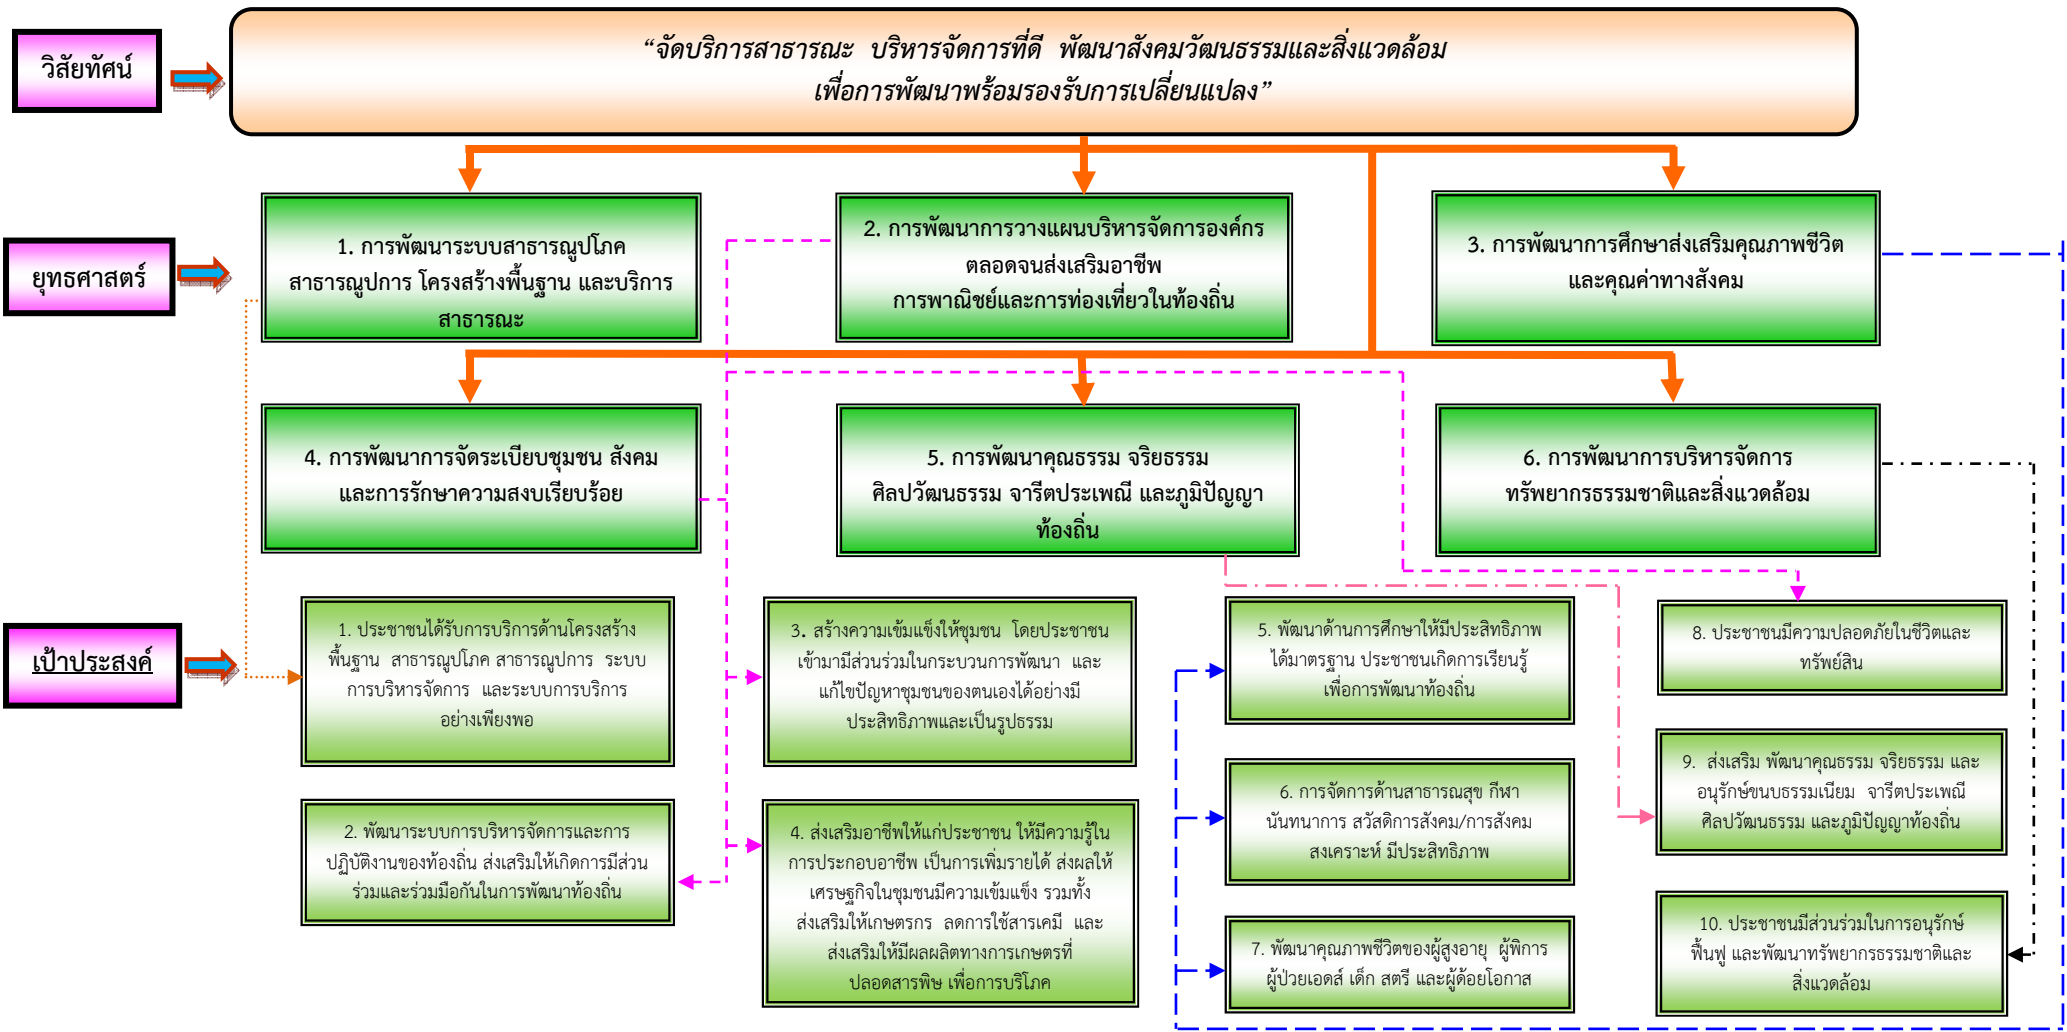 วิสัยทัศน์
“จัดบริการสาธารณะ บริหารจัดการที่ดี พัฒนาสังคมวัฒนธรรมและสิ่งแวดล้อม
เพื่อการพัฒนาพร้อมรองรับการเปลี่ยนแปลง”
ยุทธศาสตร์
1. การพัฒนาระบบสาธารณูปโภค
สาธารณูปการ โครงสร้างพื้นฐาน และบริการ
สาธารณะ
2. การพัฒนาการวางแผนบริหารจัดการองค์กร
ตลอดจนส่งเสริมอาชีพ
การพาณิชย์และการท่องเที่ยวในท้องถิ่น
3. การพัฒนาการศึกษาส่งเสริมคุณภาพชีวิต
และคุณค่าทางสังคม
4. การพัฒนาการจัดระเบียบชุมชน สังคม
และการรักษาความสงบเรียบร้อย
5. การพัฒนาคุณธรรม จริยธรรม
ศิลปวัฒนธรรม จารีตประเพณี และภูมิปัญญา
ท้องถิ่น
6. การพัฒนาการบริหารจัดการ
ทรัพยากรธรรมชาติและสิ่งแวดล้อม
เป้าประสงค์
1. ประชาชนได้รับการบริการด้านโครงสร้าง
พื้นฐาน สาธารณูปโภค สาธารณูปการ ระบบ
การบริหารจัดการ และระบบการบริการ
อย่างเพียงพอ
2. พัฒนาระบบการบริหารจัดการและการ
ปฏิบัติงานของท้องถิ่น ส่งเสริมให้เกิดการมีส่วน
ร่วมและร่วมมือกันในการพัฒนาท้องถิ่น
3. สร้างความเข้มแข็งให้ชุมชน โดยประชาชน
เข้ามามีส่วนร่วมในกระบวนการพัฒนา และ
แก้ไขปัญหาชุมชนของตนเองได้อย่างมี
ประสิทธิภาพและเป็นรูปธรรม
4. ส่งเสริมอาชีพให้แก่ประชาชน ให้มีความรู้ใน
การประกอบอาชีพ เป็นการเพิ่มรายได้ ส่งผลให้
เศรษฐกิจในชุมชนมีความเข้มแข็ง รวมทั้ง
ส่งเสริมให้เกษตรกร ลดการใช้สารเคมี และ
ส่งเสริมให้มีผลผลิตทางการเกษตรที่
ปลอดสารพิษ เพื่อการบริโภค
5. พัฒนาด้านการศึกษาให้มีประสิทธิภาพ
ได้มาตรฐาน ประชาชนเกิดการเรียนรู้
เพื่อการพัฒนาท้องถิ่น
6. การจัดการด้านสาธารณสุข กีฬา
นันทนาการ สวัสดิการสังคม/การสังคม
สงเคราะห์ มีประสิทธิภาพ
7. พัฒนาคุณภาพชีวิตของผู้สูงอายุ ผู้พิการ
ผู้ป่วยเอดส์ เด็ก สตรี และผู้ด้อยโอกาส
8. ประชาชนมีความปลอดภัยในชีวิตและ
ทรัพย์สิน
9. ส่งเสริม พัฒนาคุณธรรม จริยธรรม และ
อนุรักษ์ขนบธรรมเนียม จารีตประเพณี
ศิลปวัฒนธรรม และภูมิปัญญาท้องถิ่น
10. ประชาชนมีส่วนร่วมในการอนุรักษ์
ฟื้นฟู และพัฒนาทรัพยากรธรรมชาติและ
สิ่งแวดล้อม